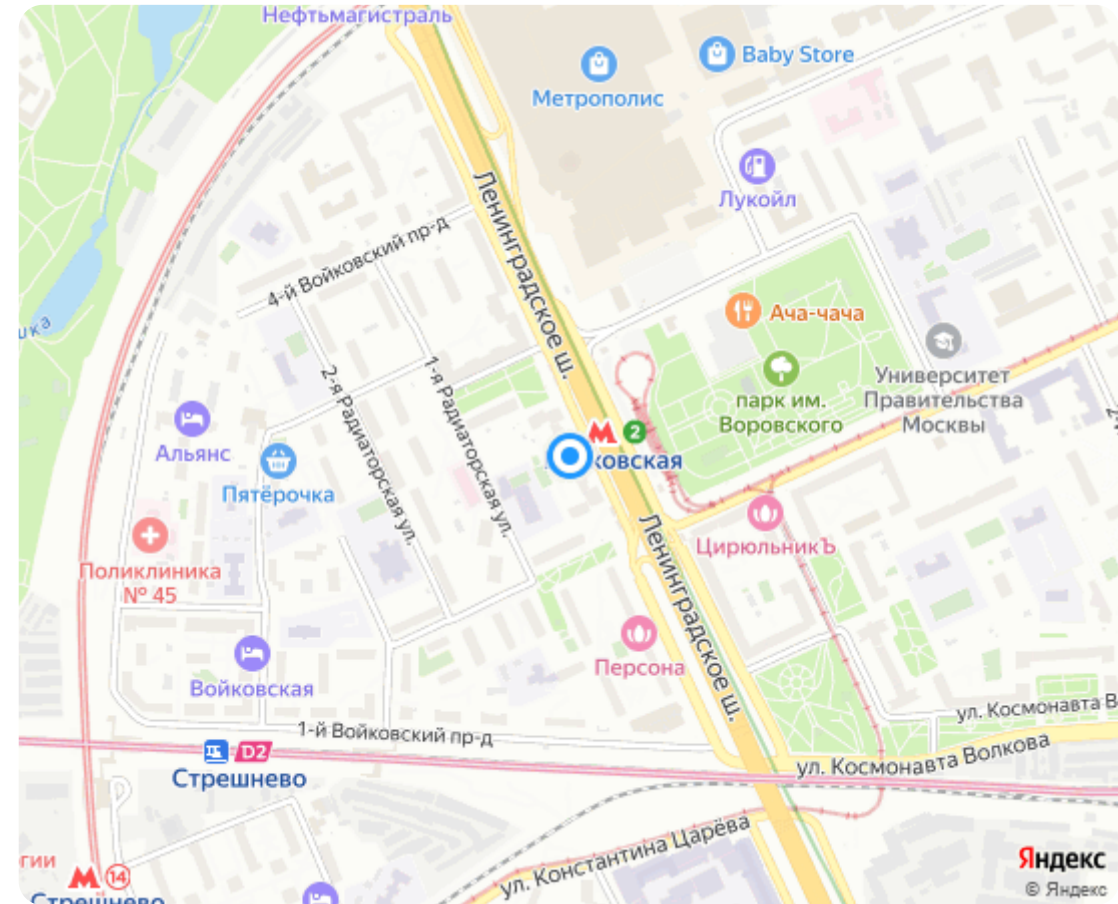 Нефтьмагистраль
Baby Store
Метрополис
Лукойл
Ленинградское ш.
4-й Войковский пр-д
Ача-чача
1-я Радиаторская ул.
2-я Радиаторская ул.
парк им.
Воровского
Университет
Правительства
Москвы
Альянс
2
ковская
Пятёрочка
Поликлиника
№ 45
ЦирюльникЪ
Ленинградское ш.
Персона
Войковская
1-й Войковский пр-д
ул. Космонавта В
D2
Стрешнево
ул. Космонавта Волкова
ул. Константина Царёва
гии
М 14
Стрешнево
Яндекс
© Яндекс